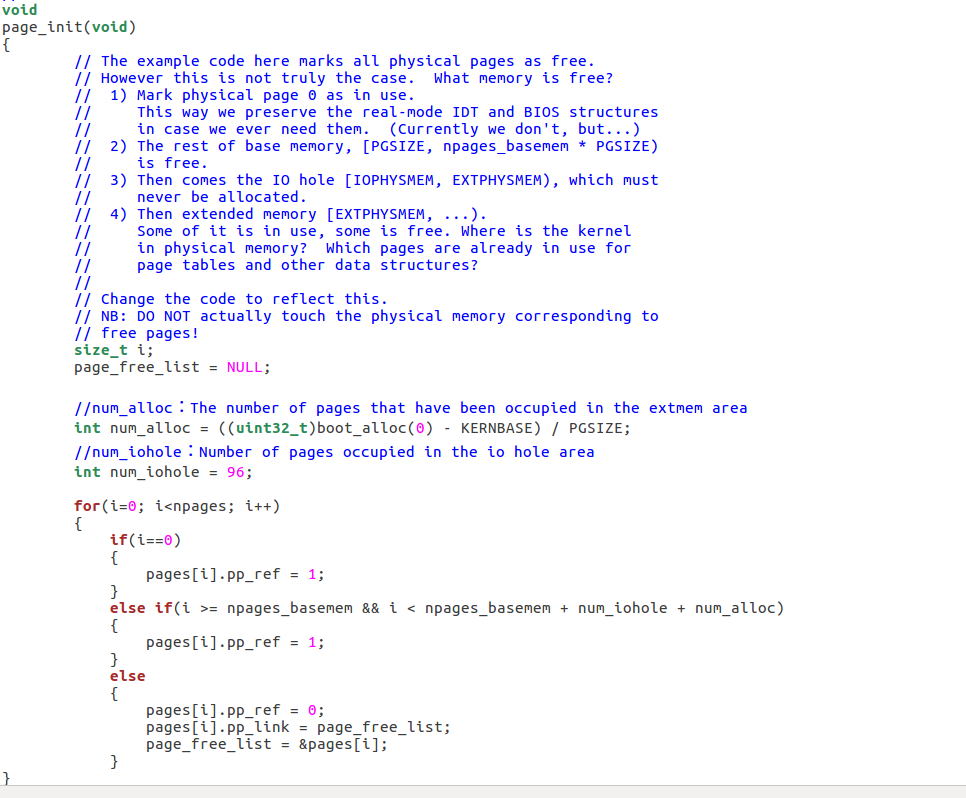 void
page_init(void)
{
        // The example code here marks all physical pages as free.
        // However this is not truly the case.  What memory is free?
        //  1) Mark physical page 0 as in use.
        //     This way we preserve the real-mode IDT and BIOS structures
        //     in case we ever need them.  (Currently we don't, but...)
        //  2) The rest of base memory, [PGSIZE, npages_basemem * PGSIZE)
        //     is free.
        //  3) Then comes the IO hole [IOPHYSMEM, EXTPHYSMEM), which must
        //     never be allocated.
        //  4) Then extended memory [EXTPHYSMEM, ...).
        //     Some of it is in use, some is free. Where is the kernel
        //     in physical memory?  Which pages are already in use for
        //     page tables and other data structures?
        //
        // Change the code to reflect this.
        // NB: DO NOT actually touch the physical memory corresponding to
        // free pages!
        size_t i;
        page_free_list = NULL;

        //num_alloc：The number of pages that have been occupied in the extmem area
        int num_alloc = ((uint32_t)boot_alloc(0) - KERNBASE) / PGSIZE;
        //num_iohole：Number of pages occupied in the io hole area
        int num_iohole = 96;

        for(i=0; i<npages; i++)
        {
            if(i==0)
            {
                pages[i].pp_ref = 1;
            }
            else if(i >= npages_basemem && i < npages_basemem + num_iohole + num_alloc)
            {
                pages[i].pp_ref = 1;
            }
            else
            {
                pages[i].pp_ref = 0;
                pages[i].pp_link = page_free_list;
                page_free_list = &pages[i];
            }
        }